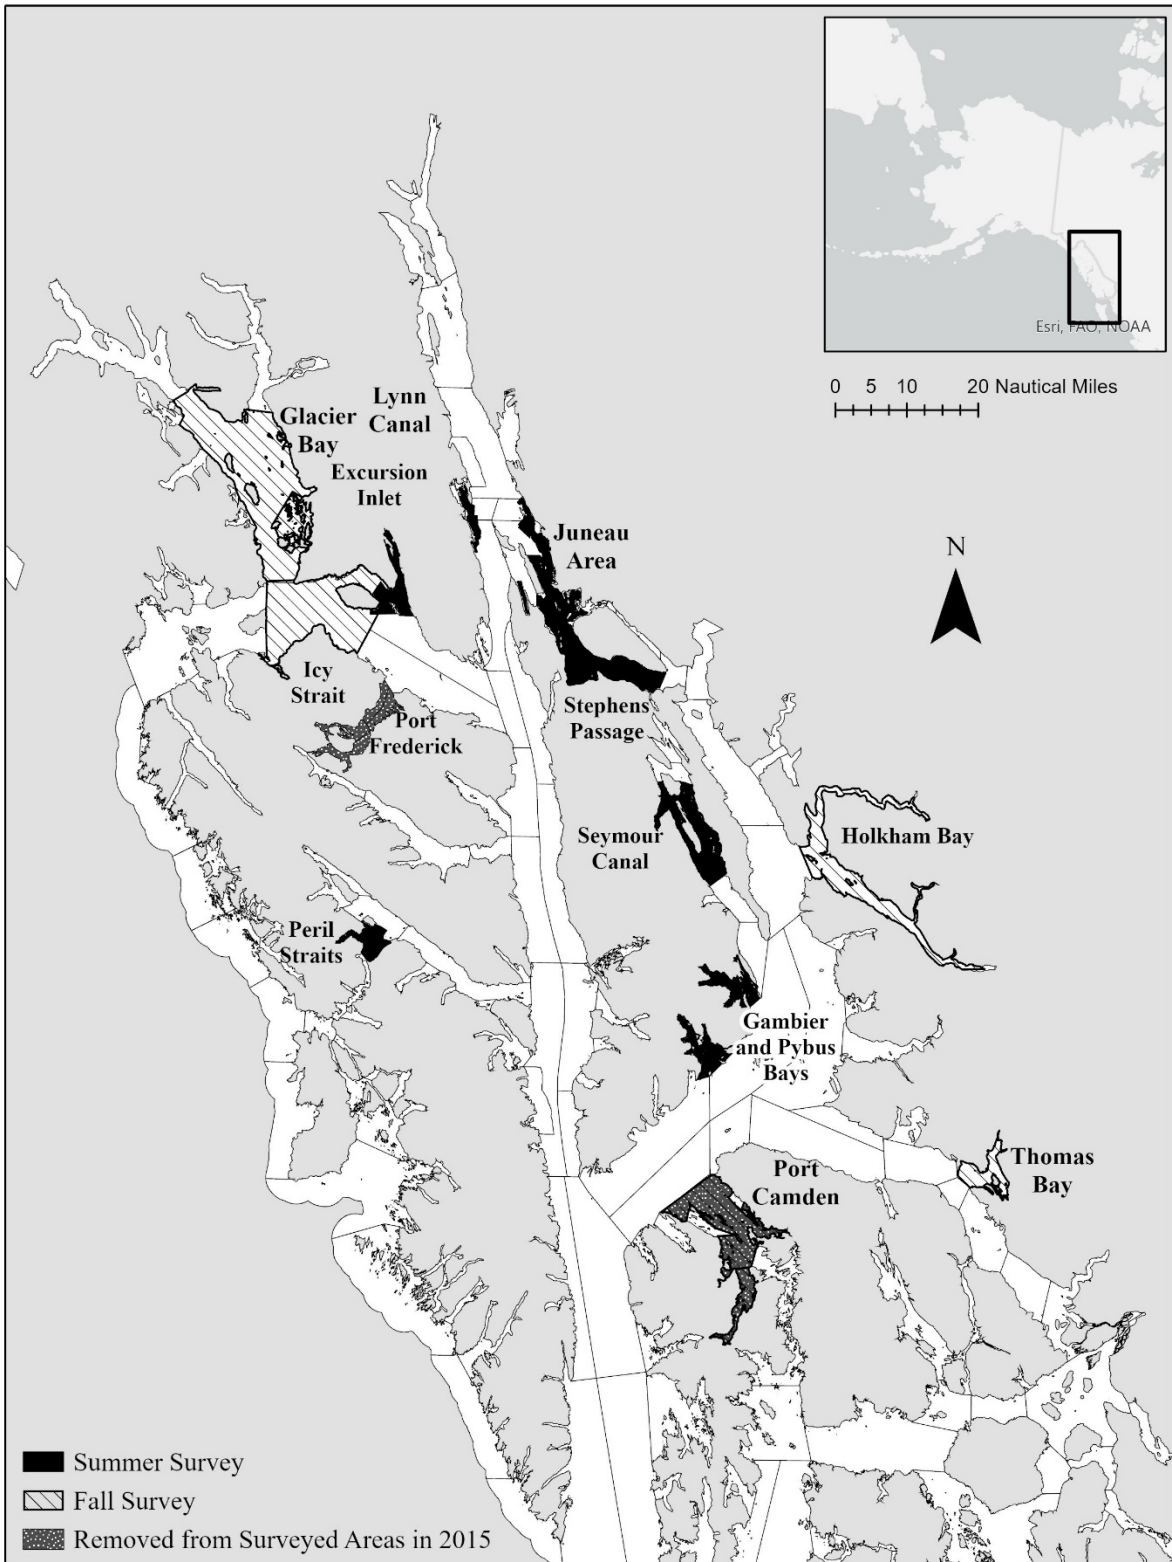 Esri, FAO, NOAA
0 5 10 20 Nautical Miles
Lynn
Canal
Glacier
Bay
Excursion
Inlet
Juneau
Area
N
Icy
Strait
Port
Frederick
Stephens
Passage
Seymour
Canal
Holkham Bay
Peril
Straits
Gambier
and Pybus
Bays
Port
Camden
Thomas
Bay
Summer Survey
Fall Survey
Removed from Surveyed Areas in 2015